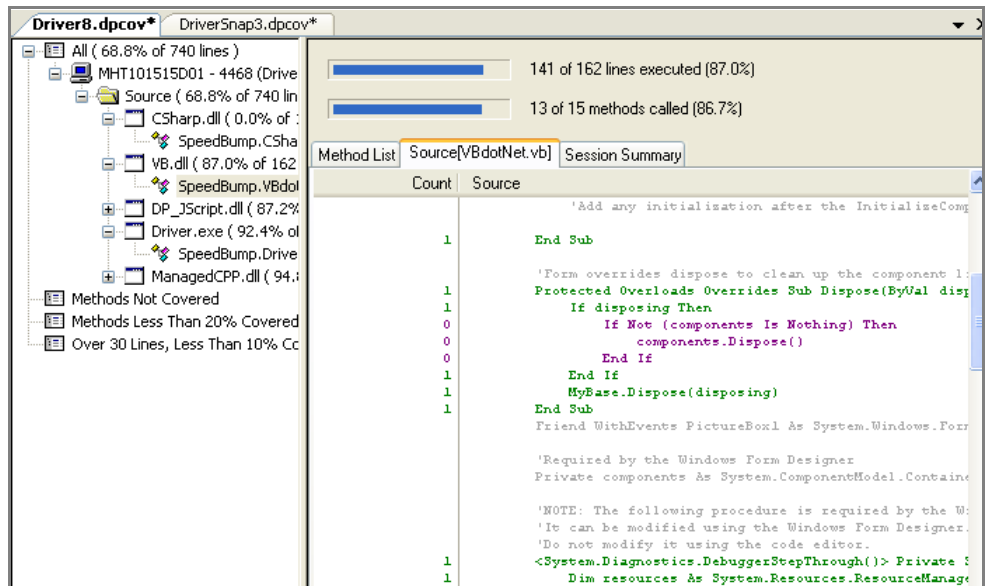 Driver8.dpcov* DriverSnap3.dpcov*
All ( 68.8% of 740 lines )
MHT101515D01 - 4468 (Drive
Source ( 68.8% of 740 lin
CSharp.dll ( 0.0% of
SpeedBump.CSha
VB.dll ( 87.0% of 162
SpeedBump.VBdo
DP_JScript.dll ( 87.2%
Driver.exe ( 92.4% of
SpeedBump.Drive
ManagedCPP.dll ( 94.
Methods Not Covered
Methods Less Than 20% Covered
Over 30 Lines, Less Than 10% Co
141 of 162 lines executed (87.0%)
13 of 15 methods called (86.7%)
Method List Source[VBdotNet.vb] Session Summary
Count Source
'Add any initialization after the InitializeComp
1 End Sub
'Form overrides dispose to clean up the component li
1 Protected Overloads Overrides Sub Dispose(ByVal disp
1 If disposing Then
0 If Not (components Is Nothing) Then
0 components.Dispose()
0 End If
1 End If
1 MyBase.Dispose(disposing)
1 End Sub
Friend WithEvents PictureBox1 As System.Windows.Form
'Required by the Windows Form Designer
Private components As System.ComponentModel.Containe
'NOTE: The following procedure is required by the Wi
'It can be modified using the Windows Form Designer.
'Do not modify it using the code editor.
1 <System.Diagnostics.DebuggerStepThrough()> Private S
1 Dim resources As System.Resources.ResourceManage